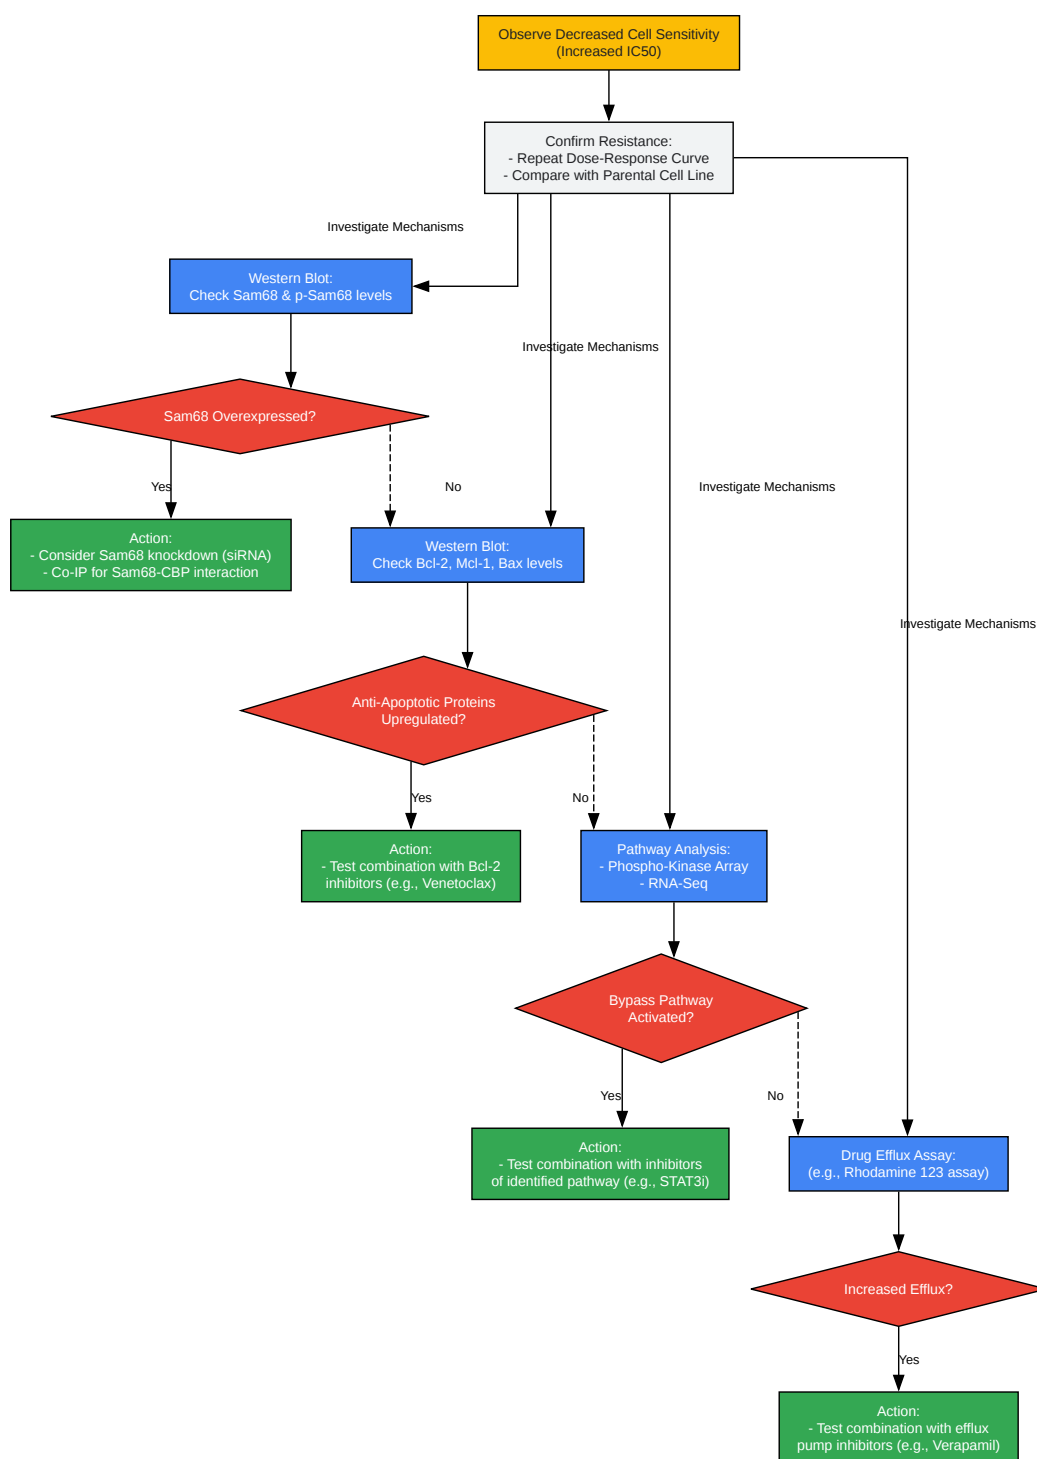 Observe Decreased Cell Sensitivity
(Increased IC50)
Confirm Resistance:
- Repeat Dose-Response Curve
- Compare with Parental Cell Line
Investigate Mechanisms
Western Blot:
Check Sam68 & p-Sam68 levels
Investigate Mechanisms
Sam68 Overexpressed?
Yes
No
Investigate Mechanisms
Action:
- Consider Sam68 knockdown (siRNA)
- Co-IP for Sam68-CBP interaction
Western Blot:
Check Bcl-2, Mcl-1, Bax levels
Investigate Mechanisms
Anti-Apoptotic Proteins
Upregulated?
Yes
No
Action:
- Test combination with Bcl-2
inhibitors (e.g., Venetoclax)
Pathway Analysis:
- Phospho-Kinase Array
- RNA-Seq
Bypass Pathway
Activated?
Yes
No
Action:
- Test combination with inhibitors
of identified pathway (e.g., STAT3i)
Drug Efflux Assay:
(e.g., Rhodamine 123 assay)
Increased Efflux?
Yes
Action:
- Test combination with efflux
pump inhibitors (e.g., Verapamil)